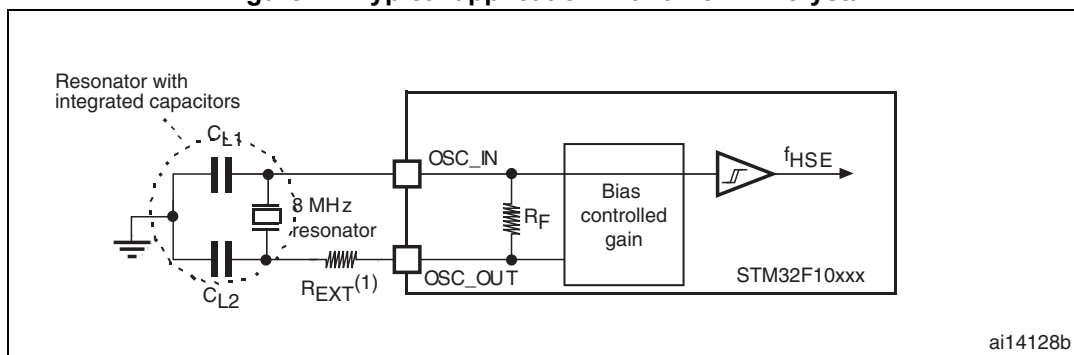 Resonator with
integrated capacitors
CL1
OSC_IN
fHSE
8 MHz
resonator
RF
Bias
controlled
gain
REXT(1)
OSC_OUT
STM32F10xxx
CL2
ai14128b